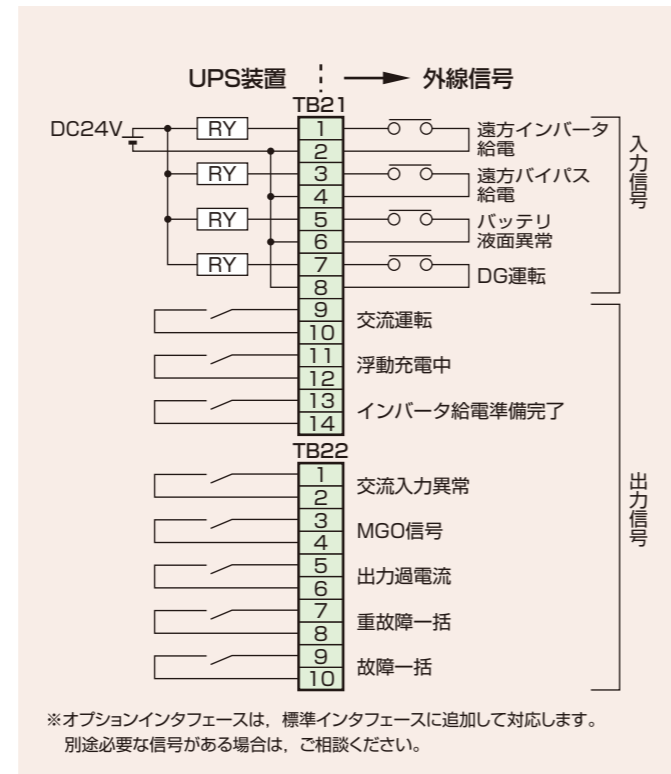 UPS装置
外線信号
TB21
DC24V
RY
1
2
遠方インバータ
給電
RY
3
4
遠方バイパス
給電
RY
5
6
バッテリ
液面異常
RY
7
8
DG運転
入力信号
9
10
交流運転
11
12
浮動充電中
13
14
インバータ給電準備完了
TB22
1
2
交流入力異常
3
4
MGO信号
5
6
出力過電流
7
8
重故障一括
9
10
故障一括
出力信号
※オプションインタフェースは，標準インタフェースに追加して対応します。
別途必要な信号がある場合は，ご相談ください。